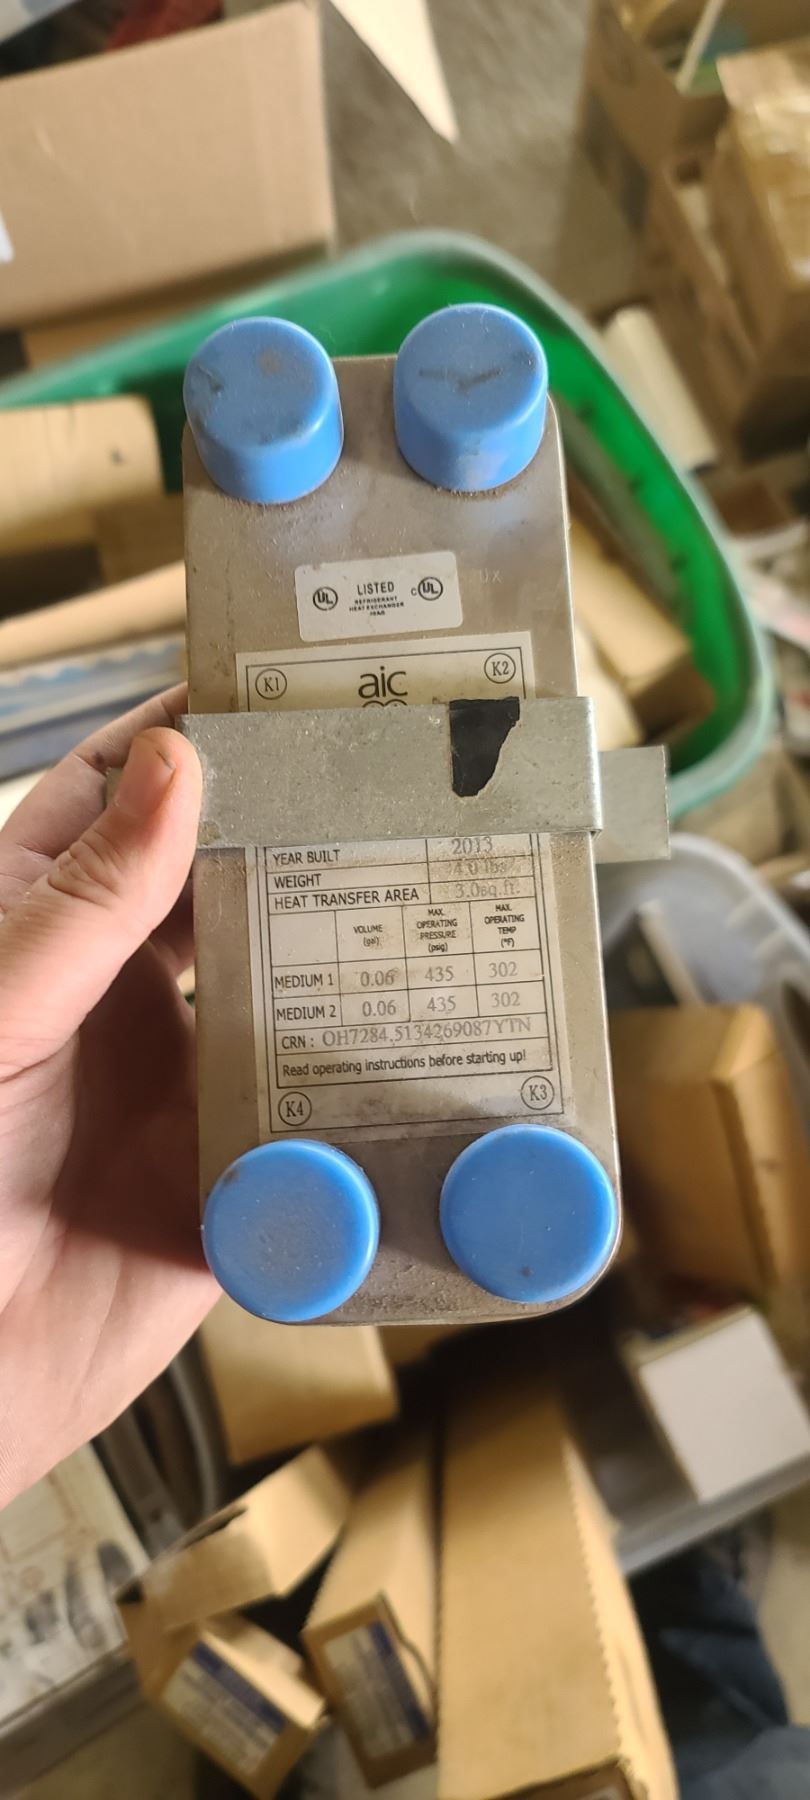 UL LISTED c UL
REFRIGERANT
HEAT EXCHANGER
K1 aic K2
YEAR BUILT 2013
WEIGHT 4.0 lbs
HEAT TRANSFER AREA 3.0sq.ft.
VOLUME (gal) MAX. OPERATING PRESSURE (psig) MAX. OPERATING TEMP (°F)
MEDIUM 1 0.06 435 302
MEDIUM 2 0.06 435 302
CRN : OH7284.5134269087YTN
Read operating instructions before starting up!
K4 K3